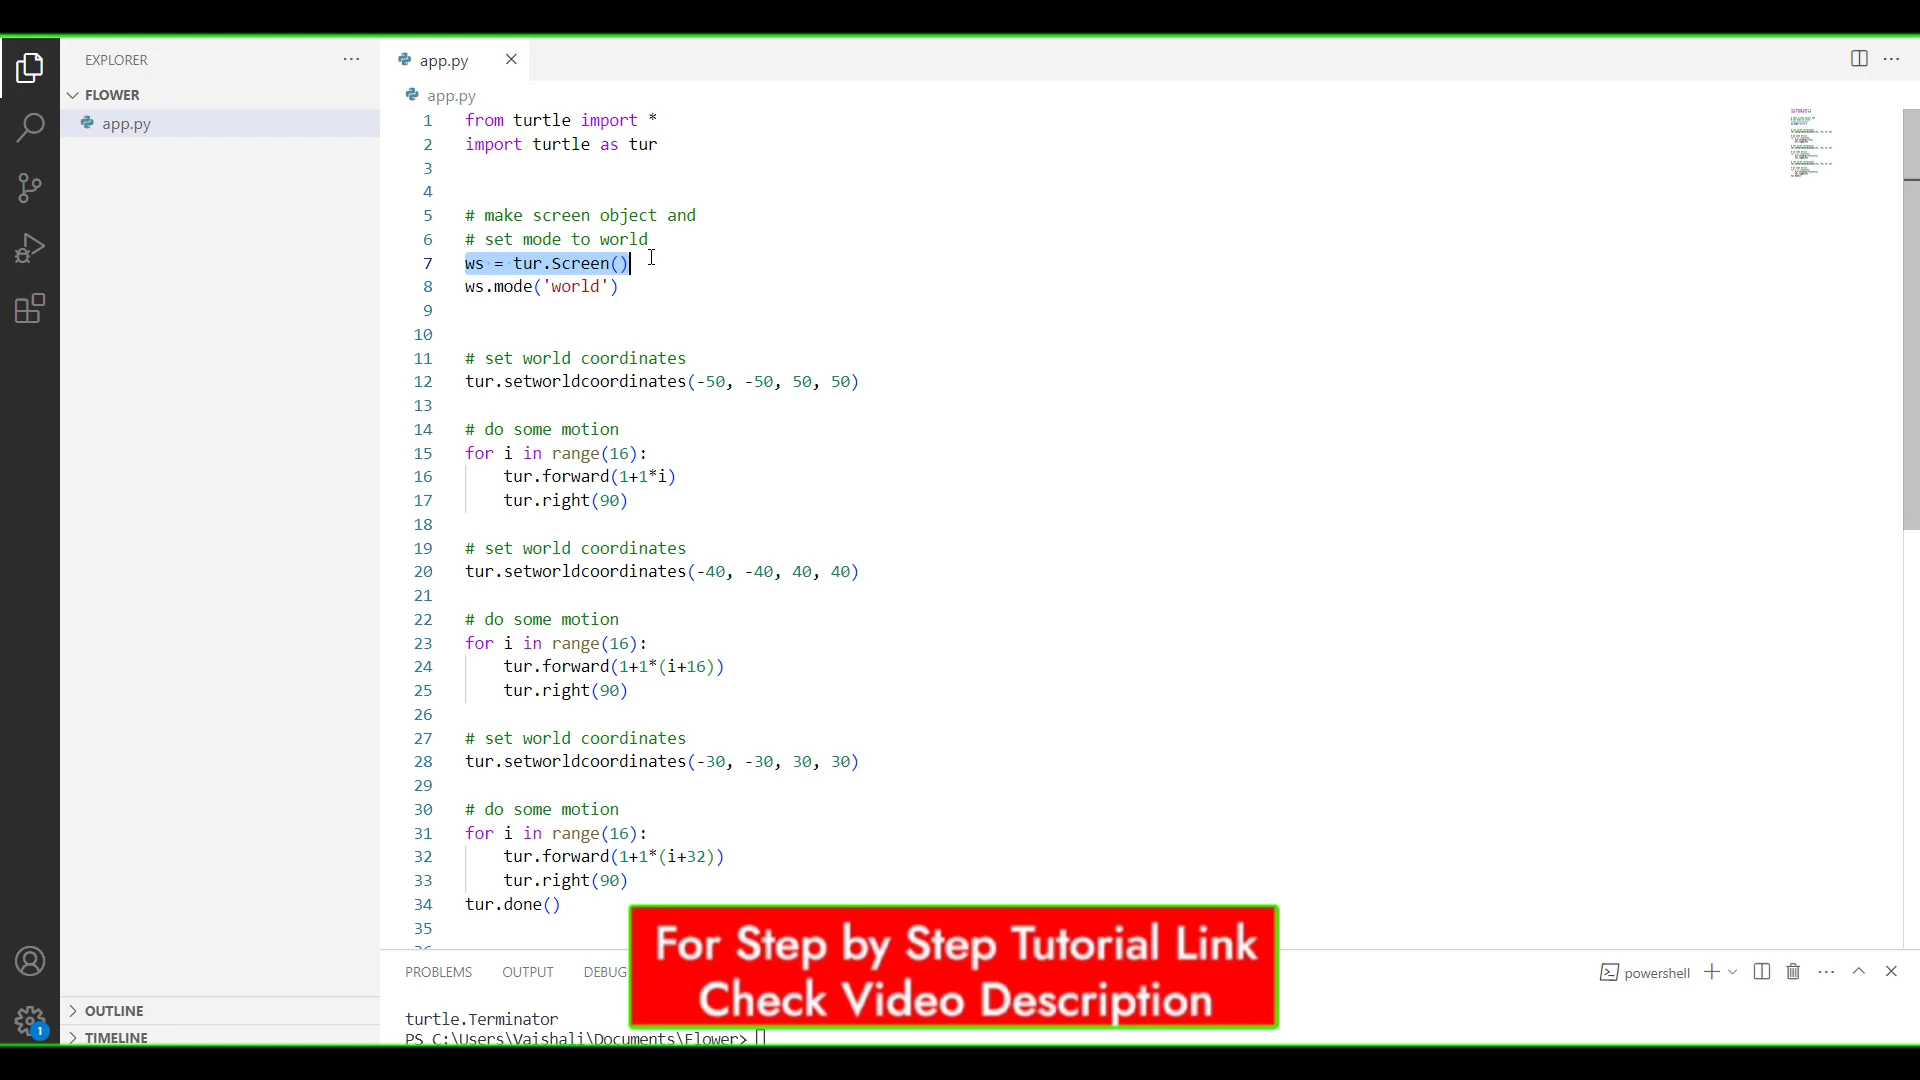 EXPLORER
FLOWER
app.py
app.py
app.py
1 from turtle import *
2 import turtle as tur
3
4
5 # make screen object and
6 # set mode to world
7 ws = tur.Screen()
8 ws.mode('world')
9
10
11 # set world coordinates
12 tur.setworldcoordinates(-50, -50, 50, 50)
13
14 # do some motion
15 for i in range(16):
16 tur.forward(1+1*i)
17 tur.right(90)
18
19 # set world coordinates
20 tur.setworldcoordinates(-40, -40, 40, 40)
21
22 # do some motion
23 for i in range(16):
24 tur.forward(1+1*(i+16))
25 tur.right(90)
26
27 # set world coordinates
28 tur.setworldcoordinates(-30, -30, 30, 30)
29
30 # do some motion
31 for i in range(16):
32 tur.forward(1+1*(i+32))
33 tur.right(90)
34 tur.done()
35
PROBLEMS OUTPUT DEBUG
powershell
turtle.Terminator
PS C:\Users\Vaishali\Documents\Flower>
For Step by Step Tutorial Link
Check Video Description
OUTLINE
TIMELINE
1